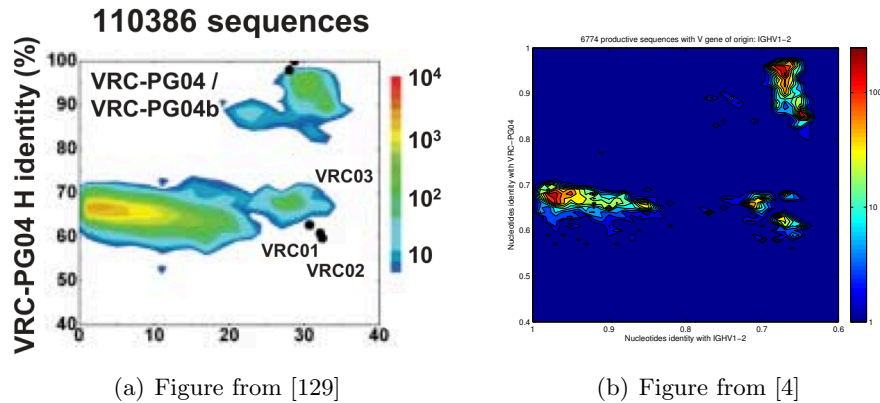 110386 sequences
VRC-PG04 H identity (%)
100
90
80
70
60
50
40
VRC-PG04 /
VRC-PG04b
VRC03
VRC01
VRC02
0
10
20
30
40
10⁴
10³
10²
10
(a) Figure from [129]
6774 productive sequences with V gene of origin: IGHV1-2
Nucleotides identity with VRC-PG04
1
0.9
0.8
0.7
0.6
0.5
0.4
1
0.9
0.8
0.7
0.6
Nucleotides identity with IGHV1-2
100
10
1
(b) Figure from [4]